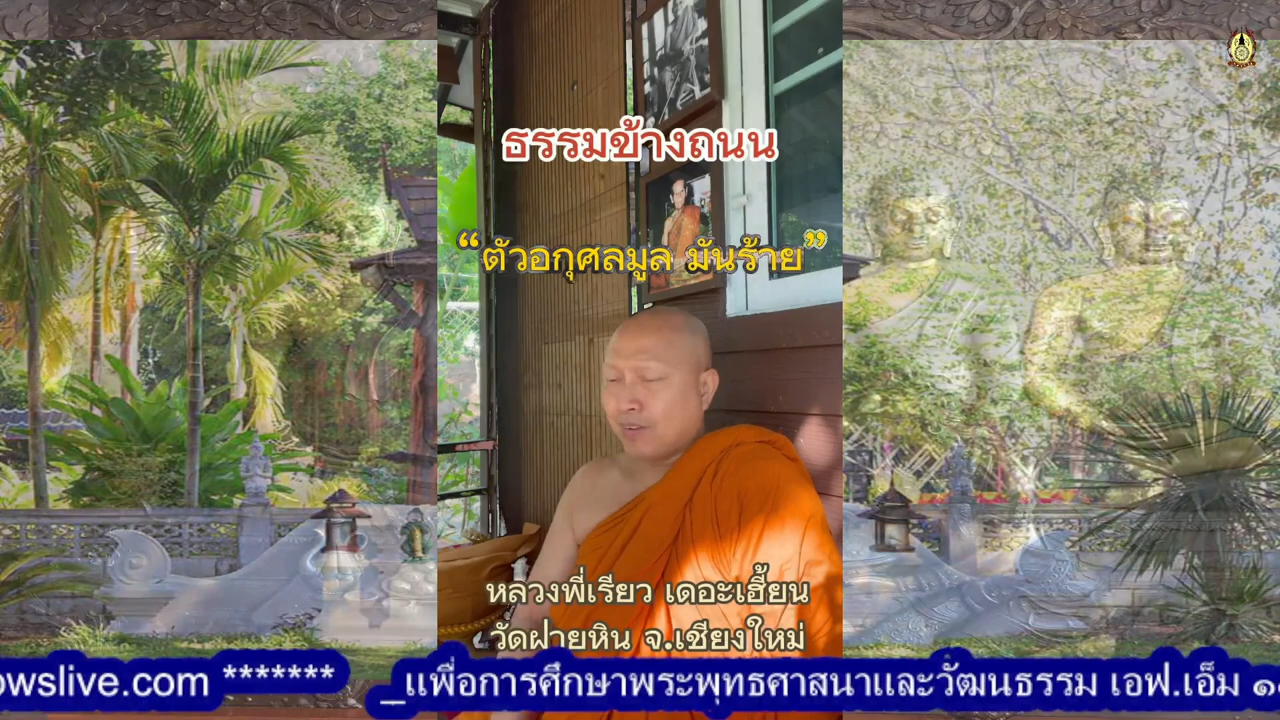 ธรรมข้างถนน
“ตัวอกุศลมูล มันร้าย”
หลวงพี่เรียว เดอะเฮี้ยน
วัดฝายหิน จ.เชียงใหม่
owslive.com ******* _เเพื่อการศึกษาพระพุทธศาสนาและวัฒนธรรม เอฟ.เอ็ม